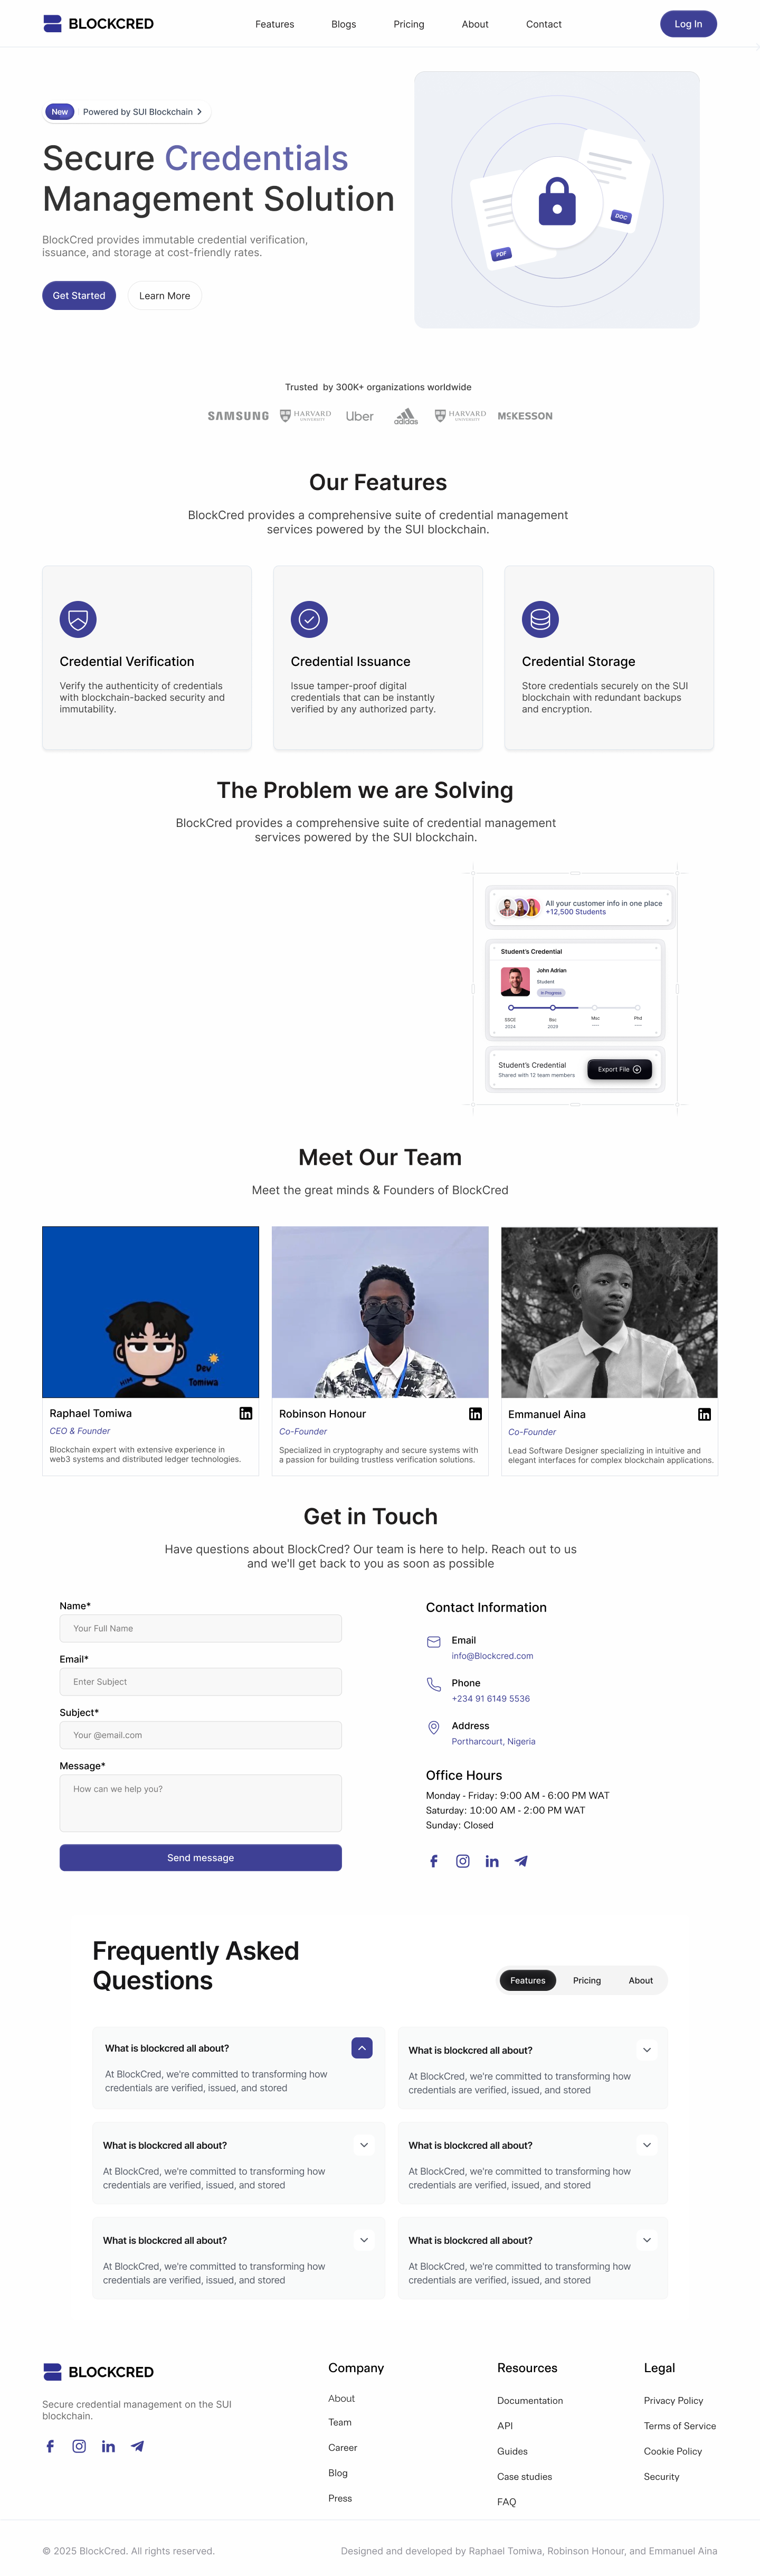 BLOCKCRED
Features
Blogs
Pricing
About
Contact
Log In
New
Powered by SUI Blockchain
Secure Credentials
Management Solution
BlockCred provides immutable credential verification,
issuance, and storage at cost-friendly rates.
Get Started
Learn More
PDF
DOC
Trusted by 300K+ organizations worldwide
SAMSUNG
HARVARD
UNIVERSITY
Uber
adidas
HARVARD
UNIVERSITY
MCKESSON
Our Features
BlockCred provides a comprehensive suite of credential management
services powered by the SUI blockchain.
Credential Verification
Verify the authenticity of credentials
with blockchain-backed security and
immutability.
Credential Issuance
Issue tamper-proof digital
credentials that can be instantly
verified by any authorized party.
Credential Storage
Store credentials securely on the SUI
blockchain with redundant backups
and encryption.
The Problem we are Solving
BlockCred provides a comprehensive suite of credential management
services powered by the SUI blockchain.
All your customer info in one place
+12,500 Students
Student's Credential
John Adrian
Student
In Progress
SSCE
2024
Bsc
2029
Msc
Phd
Student's Credential
Shared with 12 team members
Export File
Meet Our Team
Meet the great minds & Founders of BlockCred
Dev
Tomiwa
Raphael Tomiwa
CEO & Founder
Blockchain expert with extensive experience in
web3 systems and distributed ledger technologies.
Robinson Honour
Co-Founder
Specialized in cryptography and secure systems with
a passion for building trustless verification solutions.
Emmanuel Aina
Co-Founder
Lead Software Designer specializing in intuitive and
elegant interfaces for complex blockchain applications.
Get in Touch
Have questions about BlockCred? Our team is here to help. Reach out to us
and we'll get back to you as soon as possible
Name*
Your Full Name
Email*
Enter Subject
Subject*
Your @email.com
Message*
How can we help you?
Send message
Contact Information
Email
info@Blockcred.com
Phone
+234 91 6149 5536
Address
Portharcourt, Nigeria
Office Hours
Monday - Friday: 9:00 AM - 6:00 PM WAT
Saturday: 10:00 AM - 2:00 PM WAT
Sunday: Closed
Frequently Asked
Questions
Features
Pricing
About
What is blockcred all about?
At BlockCred, we're committed to transforming how
credentials are verified, issued, and stored
What is blockcred all about?
At BlockCred, we're committed to transforming how
credentials are verified, issued, and stored
What is blockcred all about?
At BlockCred, we're committed to transforming how
credentials are verified, issued, and stored
What is blockcred all about?
At BlockCred, we're committed to transforming how
credentials are verified, issued, and stored
What is blockcred all about?
At BlockCred, we're committed to transforming how
credentials are verified, issued, and stored
What is blockcred all about?
At BlockCred, we're committed to transforming how
credentials are verified, issued, and stored
BLOCKCRED
Secure credential management on the SUI
blockchain.
Company
About
Team
Career
Blog
Press
Resources
Documentation
API
Guides
Case studies
FAQ
Legal
Privacy Policy
Terms of Service
Cookie Policy
Security
© 2025 BlockCred. All rights reserved.
Designed and developed by Raphael Tomiwa, Robinson Honour, and Emmanuel Aina